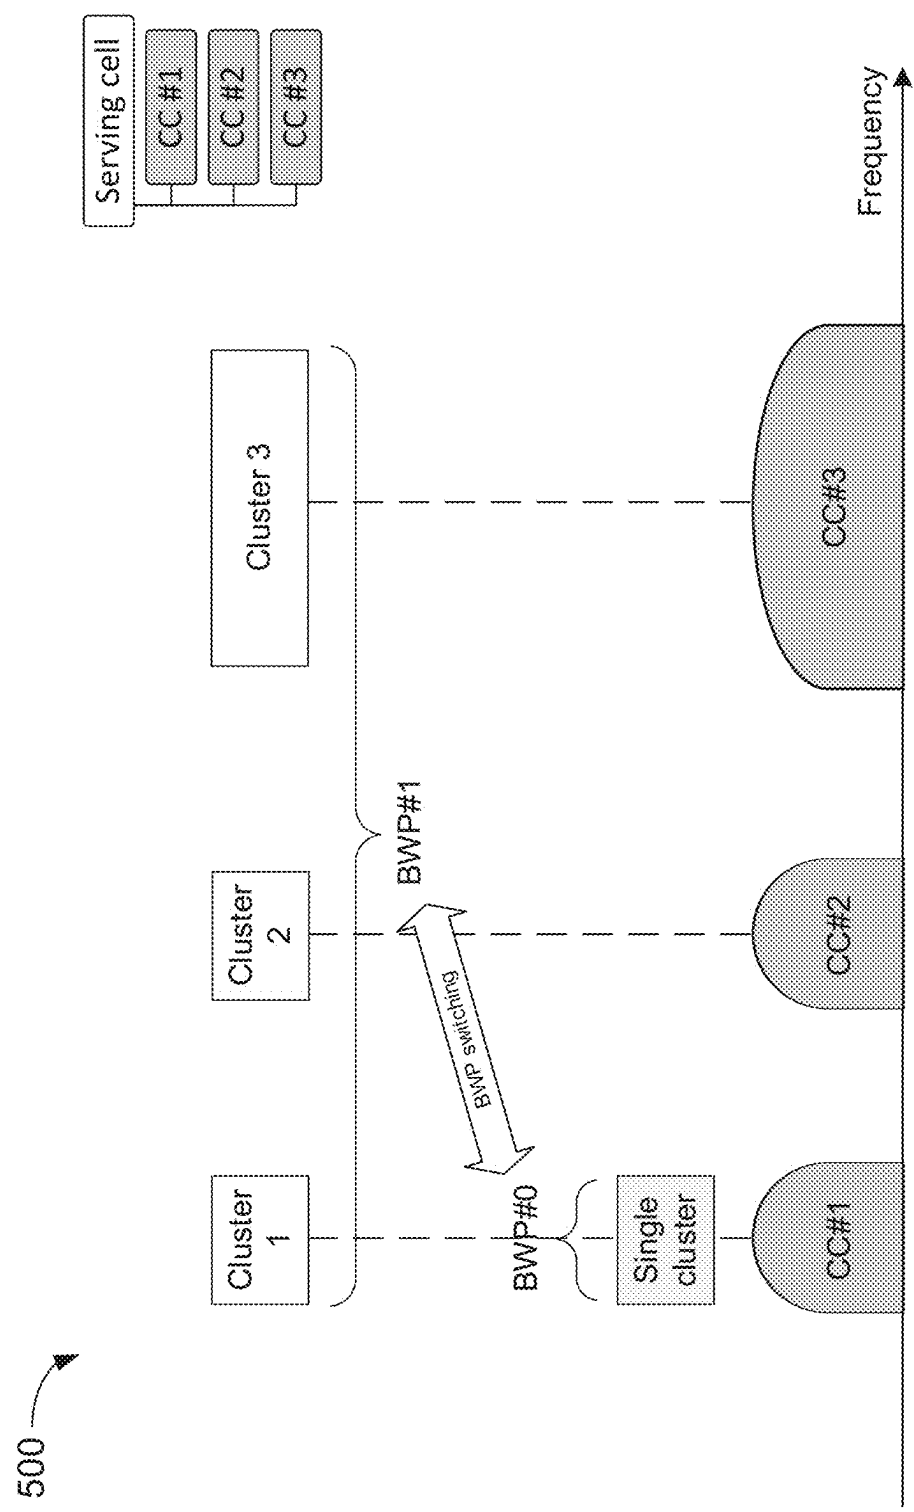 500
Serving cell
CC #1
CC #2
CC #3
Cluster
1
Cluster
2
Cluster 3
BWP#1
BWP switching
BWP#0
Single
cluster
CC#1
CC#2
CC#3
Frequency